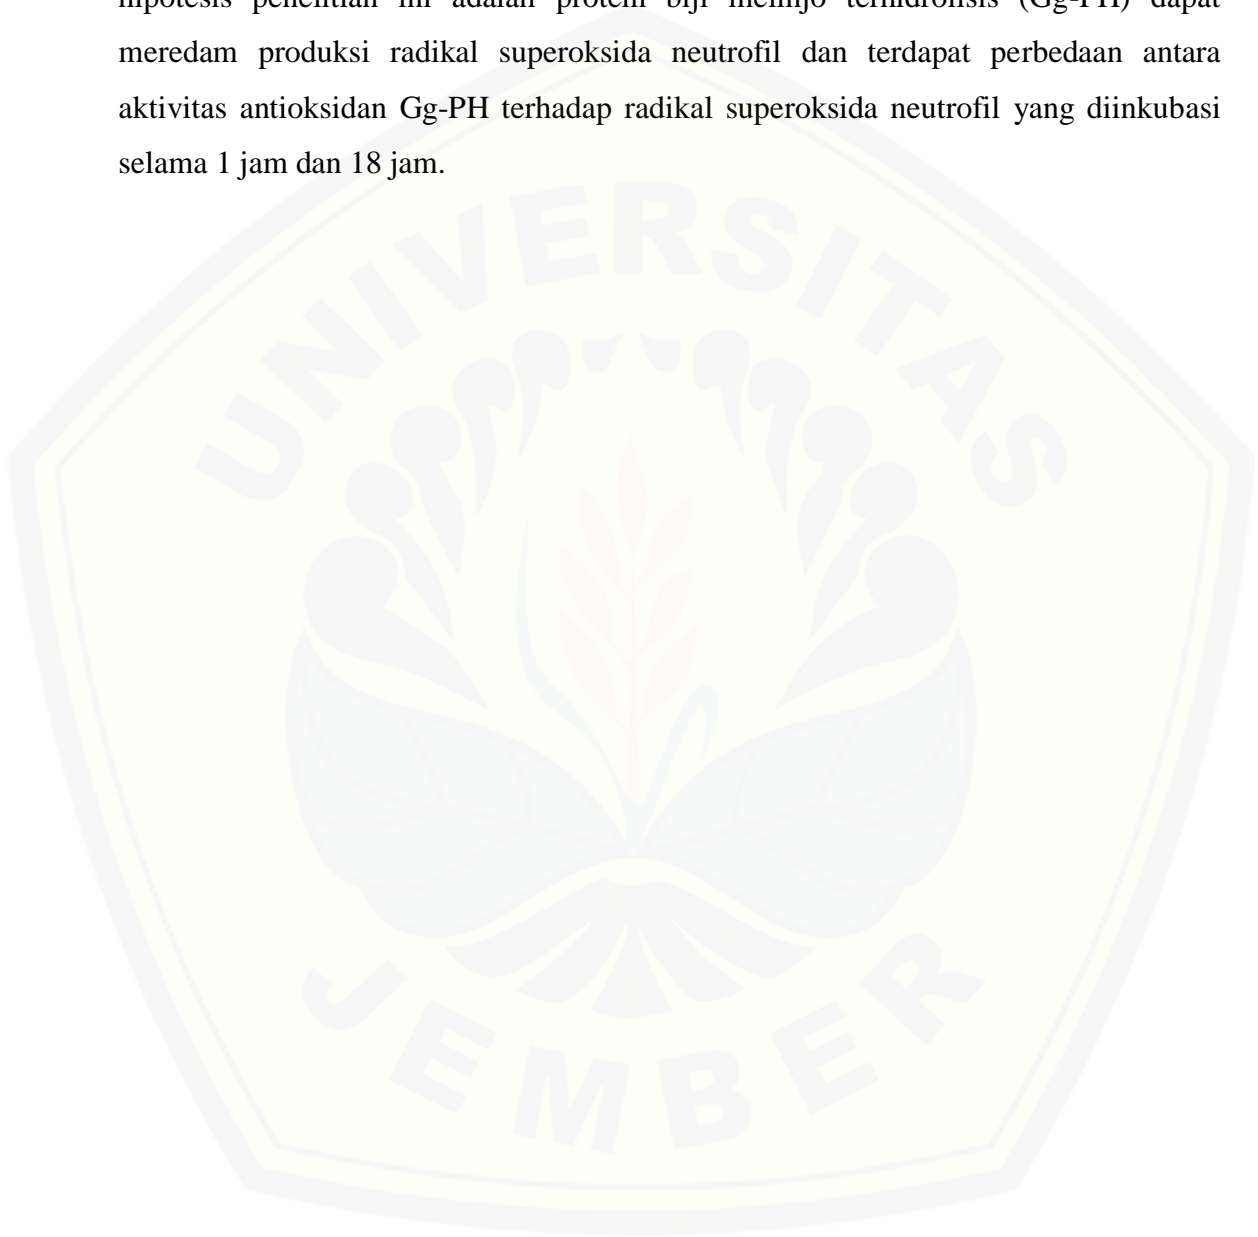 hipotesis penelitian ini adalah protein biji melinjo terhidrolisis (Gg-PH) dapat
meredam produksi radikal superoksida neutrofil dan terdapat perbedaan antara
aktivitas antioksidan Gg-PH terhadap radikal superoksida neutrofil yang diinkubasi
selama 1 jam dan 18 jam.
UNIVERSITAS
JEMBER